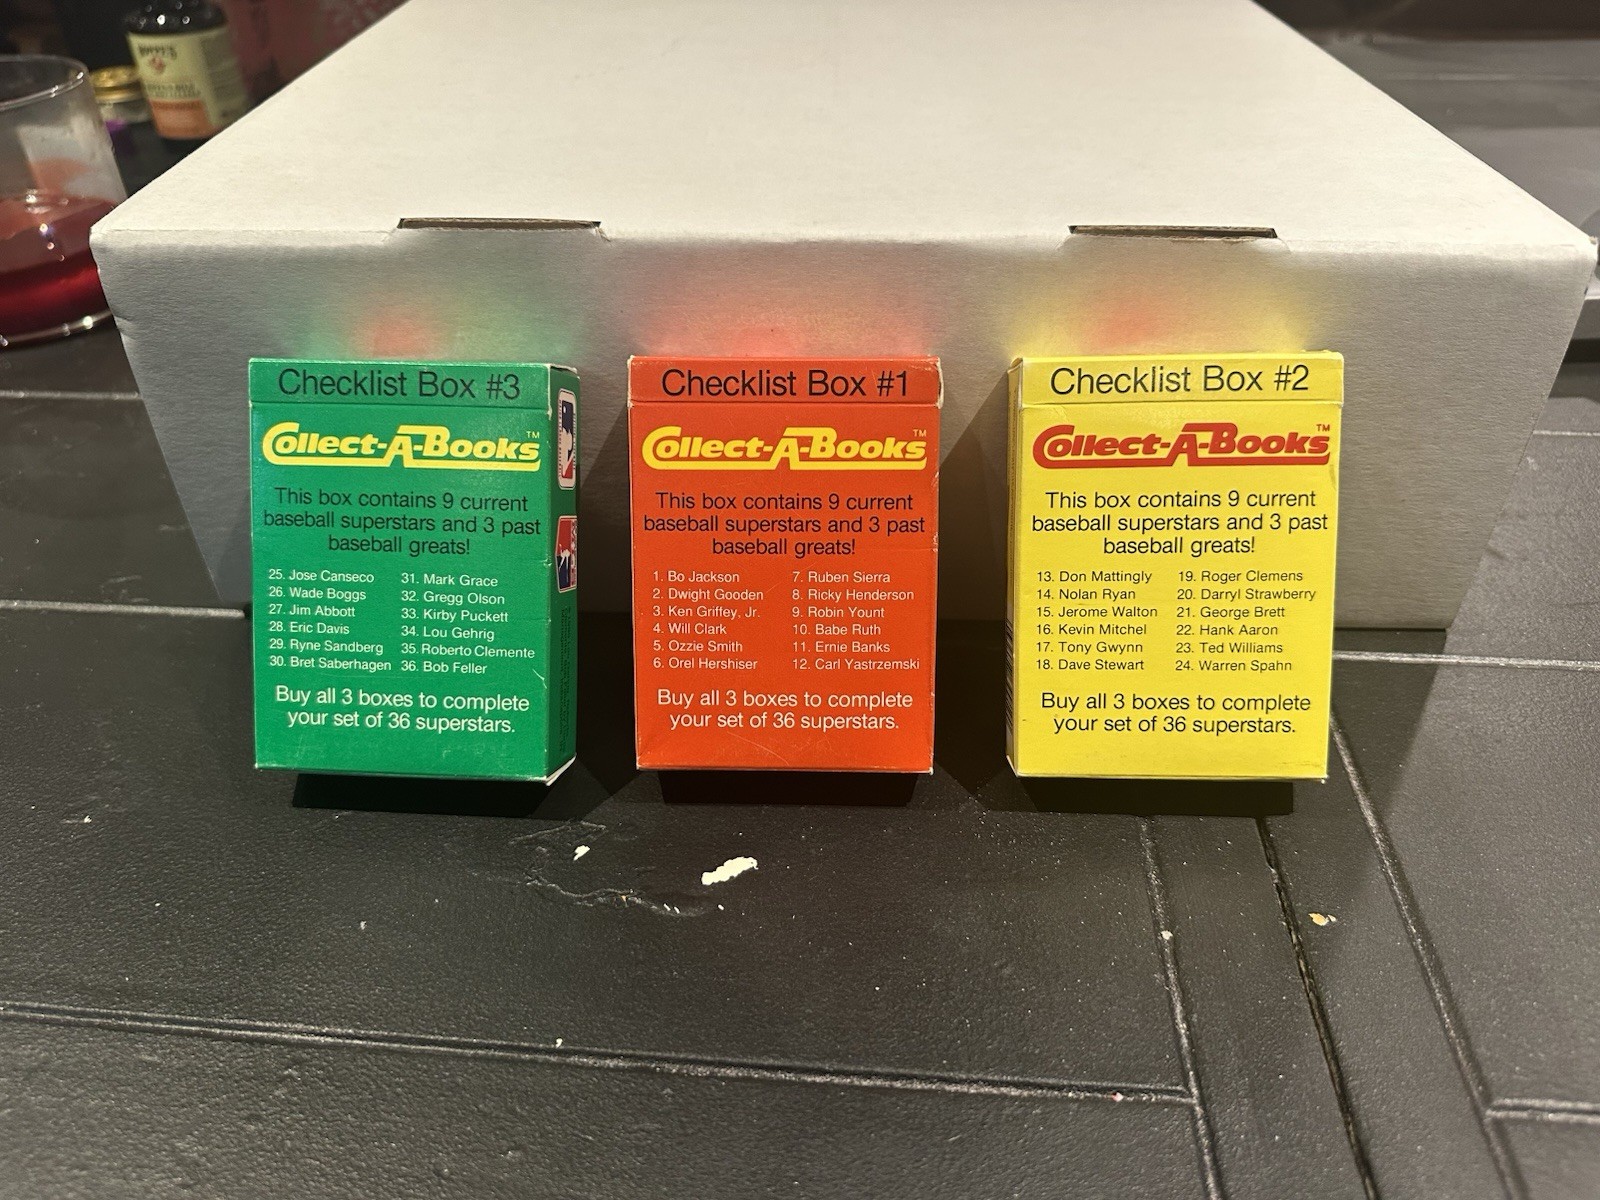 Checklist Box #3
Collect-A-Books™
This box contains 9 current
baseball superstars and 3 past
baseball greats!
25. Jose Canseco
26. Wade Boggs
27. Jim Abbott
28. Eric Davis
29. Ryne Sandberg
30. Bret Saberhagen
31. Mark Grace
32. Gregg Olson
33. Kirby Puckett
34. Lou Gehrig
35. Roberto Clemente
36. Bob Feller
Buy all 3 boxes to complete
your set of 36 superstars.
Checklist Box #1
Collect-A-Books™
This box contains 9 current
baseball superstars and 3 past
baseball greats!
1. Bo Jackson
2. Dwight Gooden
3. Ken Griffey, Jr.
4. Will Clark
5. Ozzie Smith
6. Orel Hershiser
7. Ruben Sierra
8. Ricky Henderson
9. Robin Yount
10. Babe Ruth
11. Ernie Banks
12. Carl Yastrzemski
Buy all 3 boxes to complete
your set of 36 superstars.
Checklist Box #2
Collect-A-Books™
This box contains 9 current
baseball superstars and 3 past
baseball greats!
13. Don Mattingly
14. Nolan Ryan
15. Jerome Walton
16. Kevin Mitchel
17. Tony Gwynn
18. Dave Stewart
19. Roger Clemens
20. Darryl Strawberry
21. George Brett
22. Hank Aaron
23. Ted Williams
24. Warren Spahn
Buy all 3 boxes to complete
your set of 36 superstars.